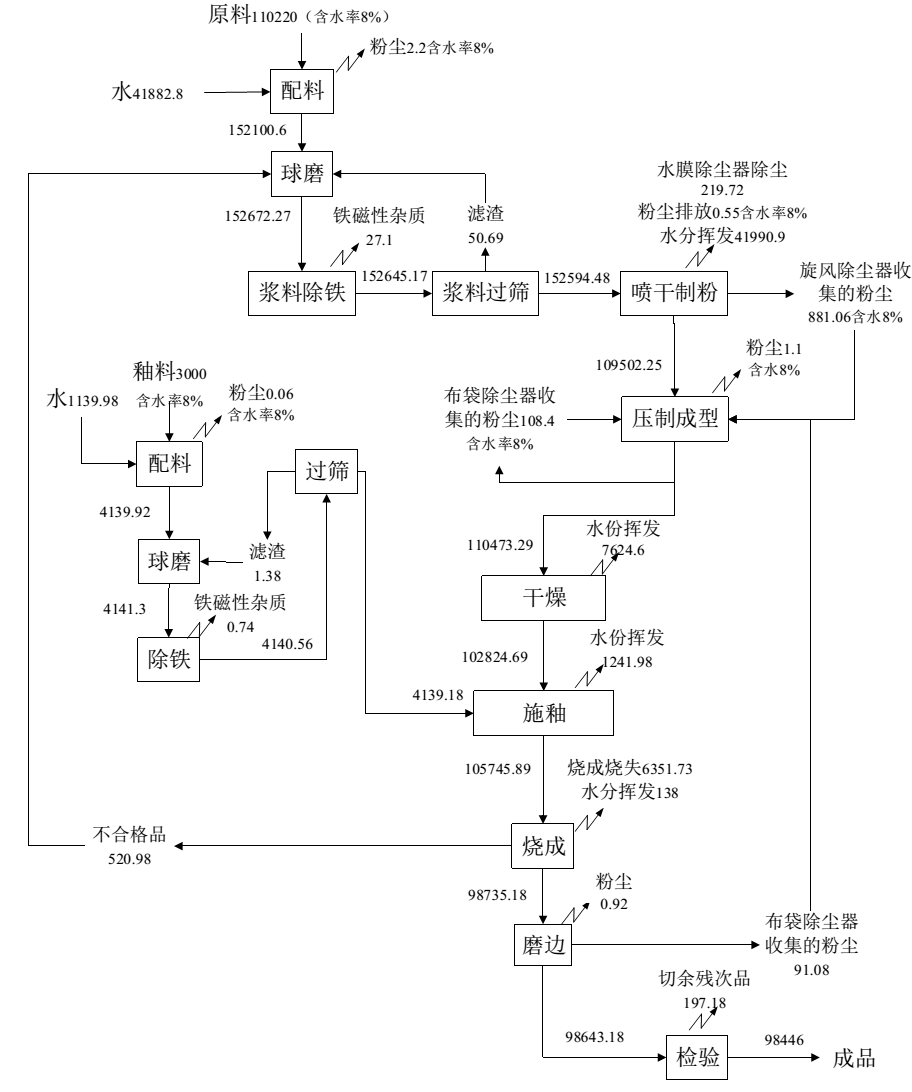 原料110220（含水率8%）
粉尘2.2含水率8%
水41882.8
配料
152100.6
球磨
152672.27
铁磁性杂质
27.1
滤渣
50.69
水膜除尘器除尘
219.72
粉尘排放0.55含水率8%
水分挥发41990.9
浆料除铁
152645.17
浆料过筛
152594.48
喷干制粉
旋风除尘器收
集的粉尘
881.06含水8%
109502.25
粉尘1.1
含水8%
釉料3000
含水率8%
水1139.98
粉尘0.06
含水率8%
布袋除尘器收
集的粉尘108.4
含水率8%
压制成型
配料
过筛
4139.92
球磨
滤渣
1.38
110473.29
水份挥发
7624.6
干燥
4141.3
铁磁性杂质
0.74
除铁
4140.56
102824.69
水份挥发
1241.98
4139.18
施釉
105745.89
烧成烧失6351.73
水分挥发138
不合格品
520.98
烧成
98735.18
粉尘
0.92
磨边
布袋除尘器
收集的粉尘
91.08
切余残次品
197.18
98643.18
检验
98446
成品